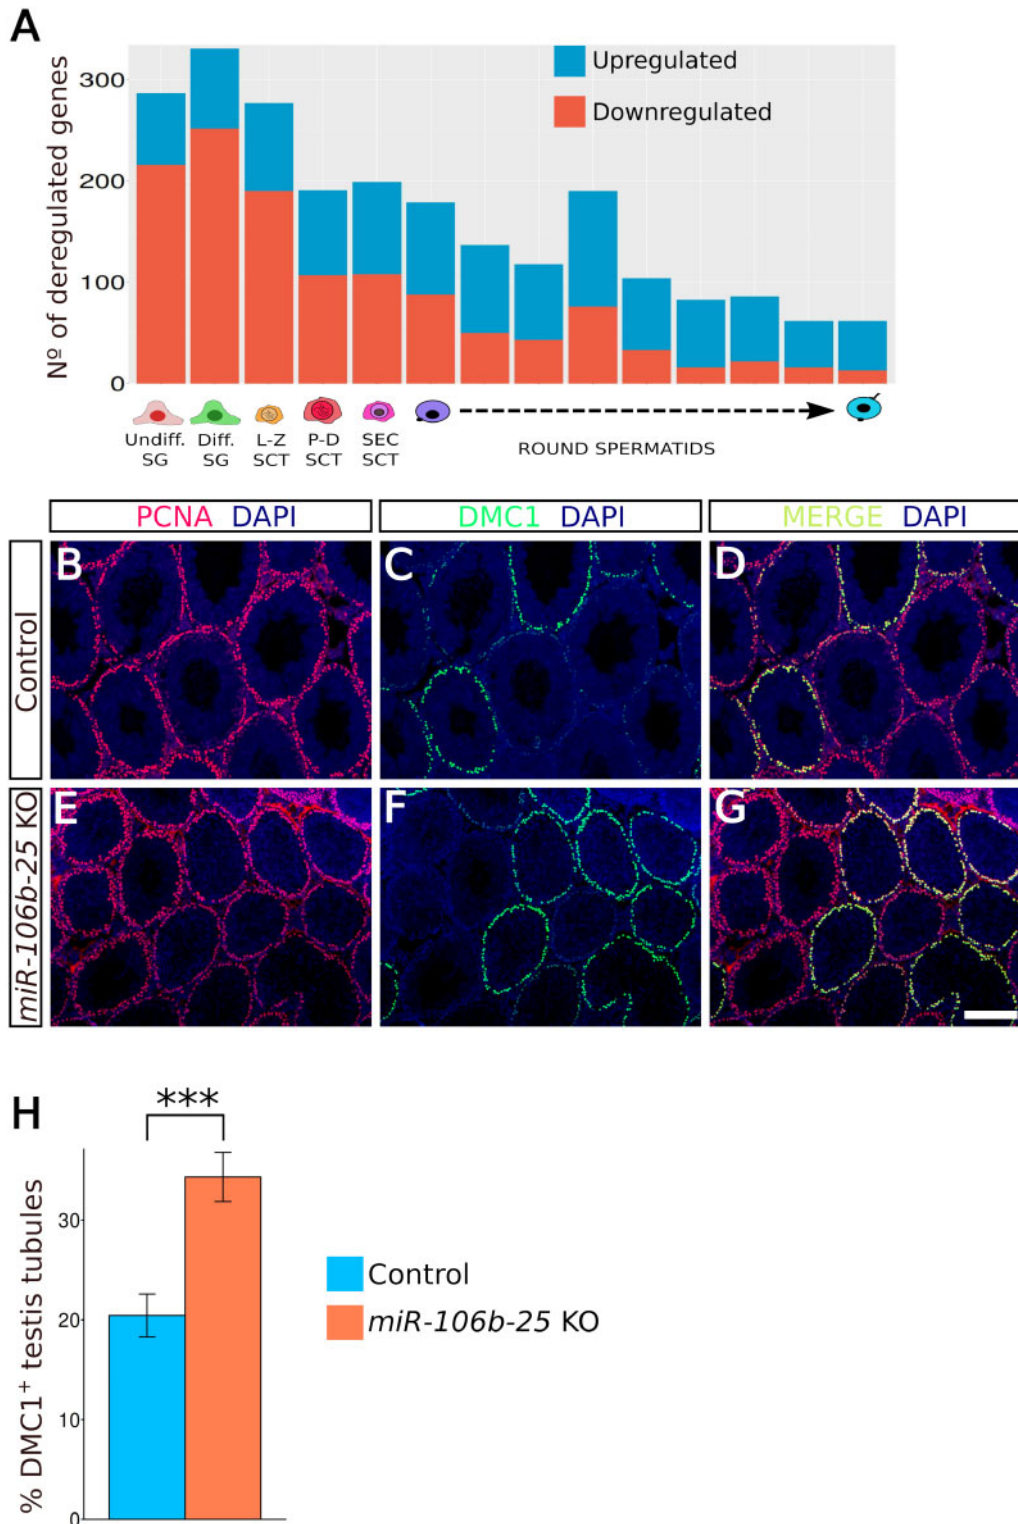 A
Nº of deregulated genes
300
200
100
0
Upregulated
Downregulated
Undiff. SG
Diff. SG
L-Z SCT
P-D SCT
SEC SCT
ROUND SPERMATIDS
PCNA DAPI
DMC1 DAPI
MERGE DAPI
Control
B
C
D
miR-106b-25 KO
E
F
G
H
***
% DMC1⁺ testis tubules
30
20
10
0
Control
miR-106b-25 KO